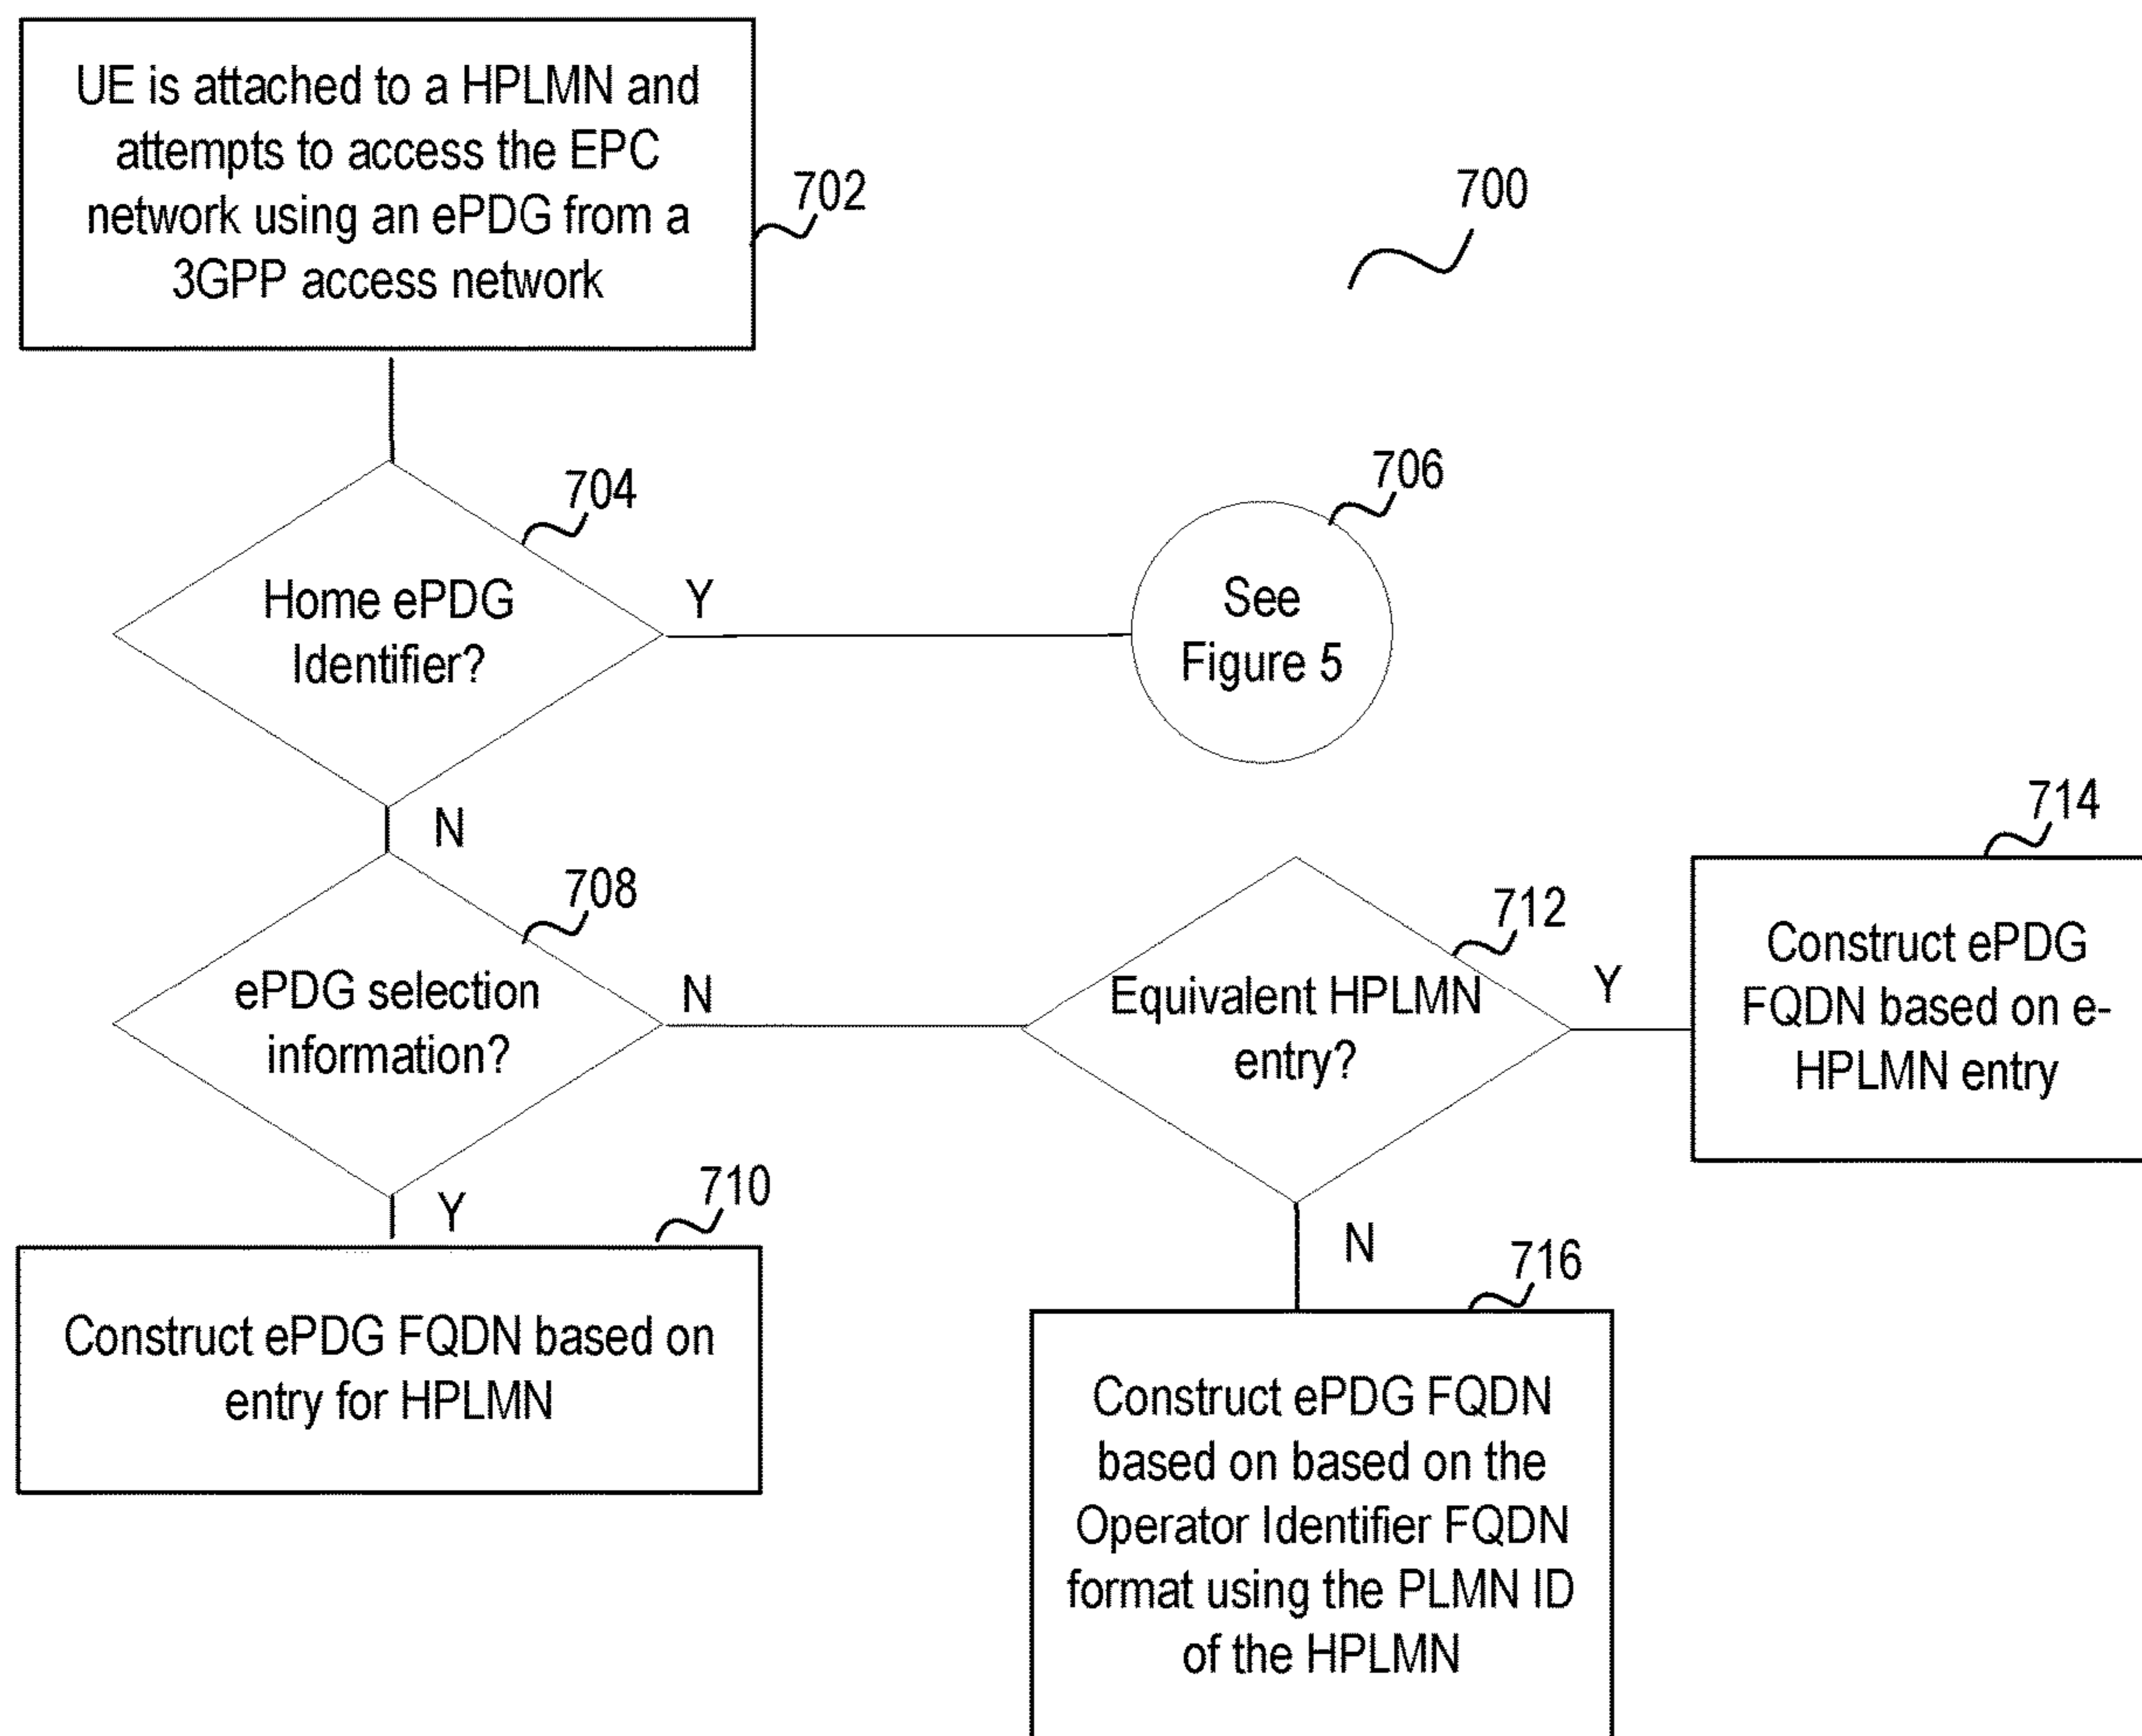 UE is attached to a HPLMN and
attempts to access the EPC
network using an ePDG from a
3GPP access network
702
700
704
Home ePDG
Identifier?
Y
706
See
Figure 5
N
708
ePDG selection
information?
N
712
Equivalent HPLMN
entry?
Y
714
Construct ePDG
FQDN based on e-
HPLMN entry
Y
710
Construct ePDG FQDN based on
entry for HPLMN
N
716
Construct ePDG FQDN
based on based on the
Operator Identifier FQDN
format using the PLMN ID
of the HPLMN